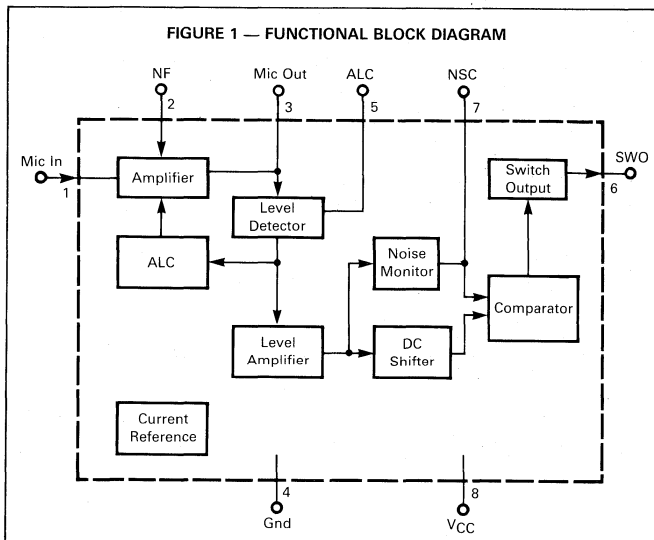 FIGURE 1 — FUNCTIONAL BLOCK DIAGRAM
NF
Mic Out
ALC
NSC
2
3
5
7
Mic In
1
Amplifier
Switch
Output
SWO
6
Level
Detector
ALC
Noise
Monitor
Comparator
Level
Amplifier
DC
Shifter
Current
Reference
4
8
Gnd
VCC